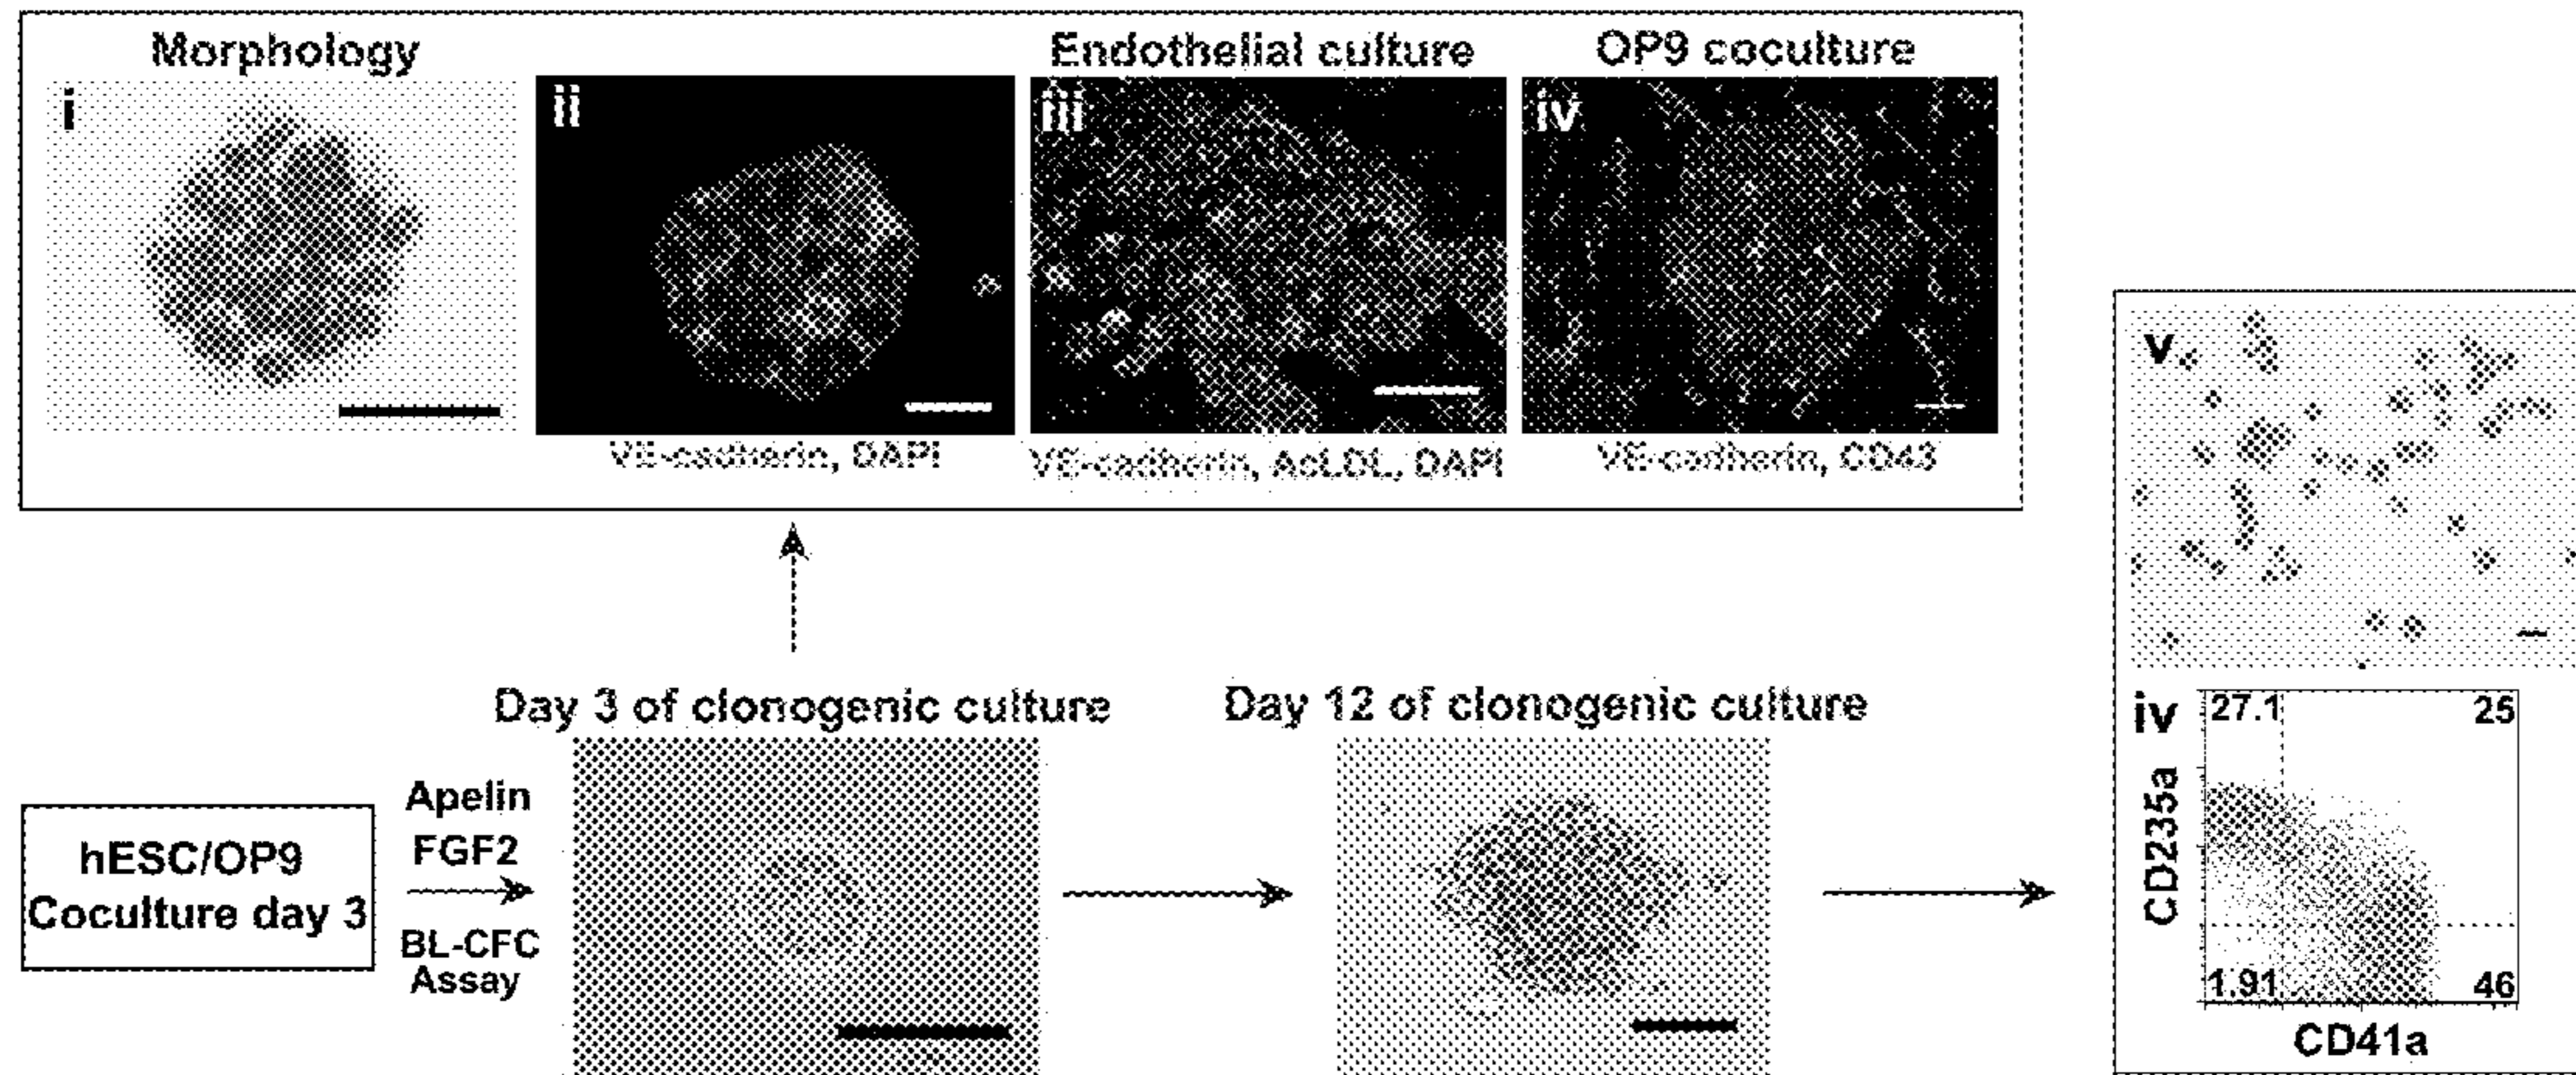 Morphology
Endothelial culture
OP9 coculture
i
ii
iii
iv
VE-cadherin, DAPI
VE-cadherin, AcLDL, DAPI
VE-cadherin, CD43
v
Day 3 of clonogenic culture
Day 12 of clonogenic culture
hESC/OP9
Coculture day 3
Apelin
FGF2
BL-CFC
Assay
iv
27.1
25
1.91
46
CD235a
CD41a